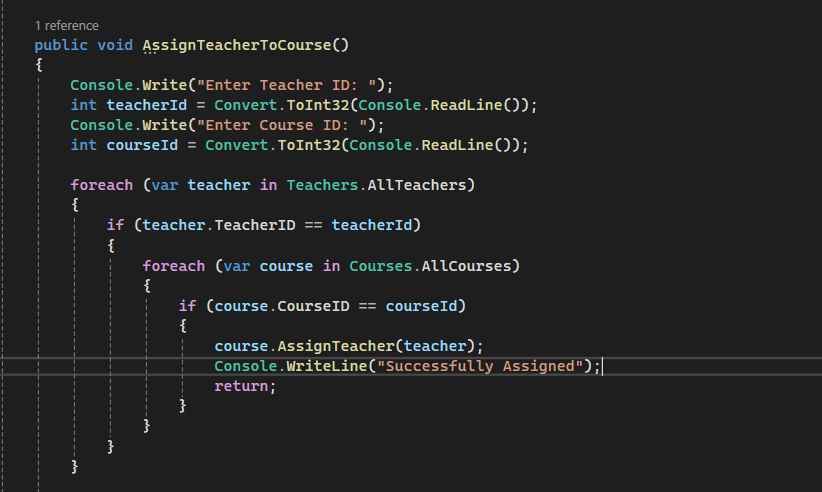 1 reference
public void AssignTeacherToCourse()
{
Console.Write("Enter Teacher ID: ");
int teacherId = Convert.ToInt32(Console.ReadLine());
Console.Write("Enter Course ID: ");
int courseId = Convert.ToInt32(Console.ReadLine());
foreach (var teacher in Teachers.AllTeachers)
{
if (teacher.TeacherID == teacherId)
{
foreach (var course in Courses.AllCourses)
{
if (course.CourseID == courseId)
{
course.AssignTeacher(teacher);
Console.WriteLine("Successfully Assigned");
return;
}
}
}
}